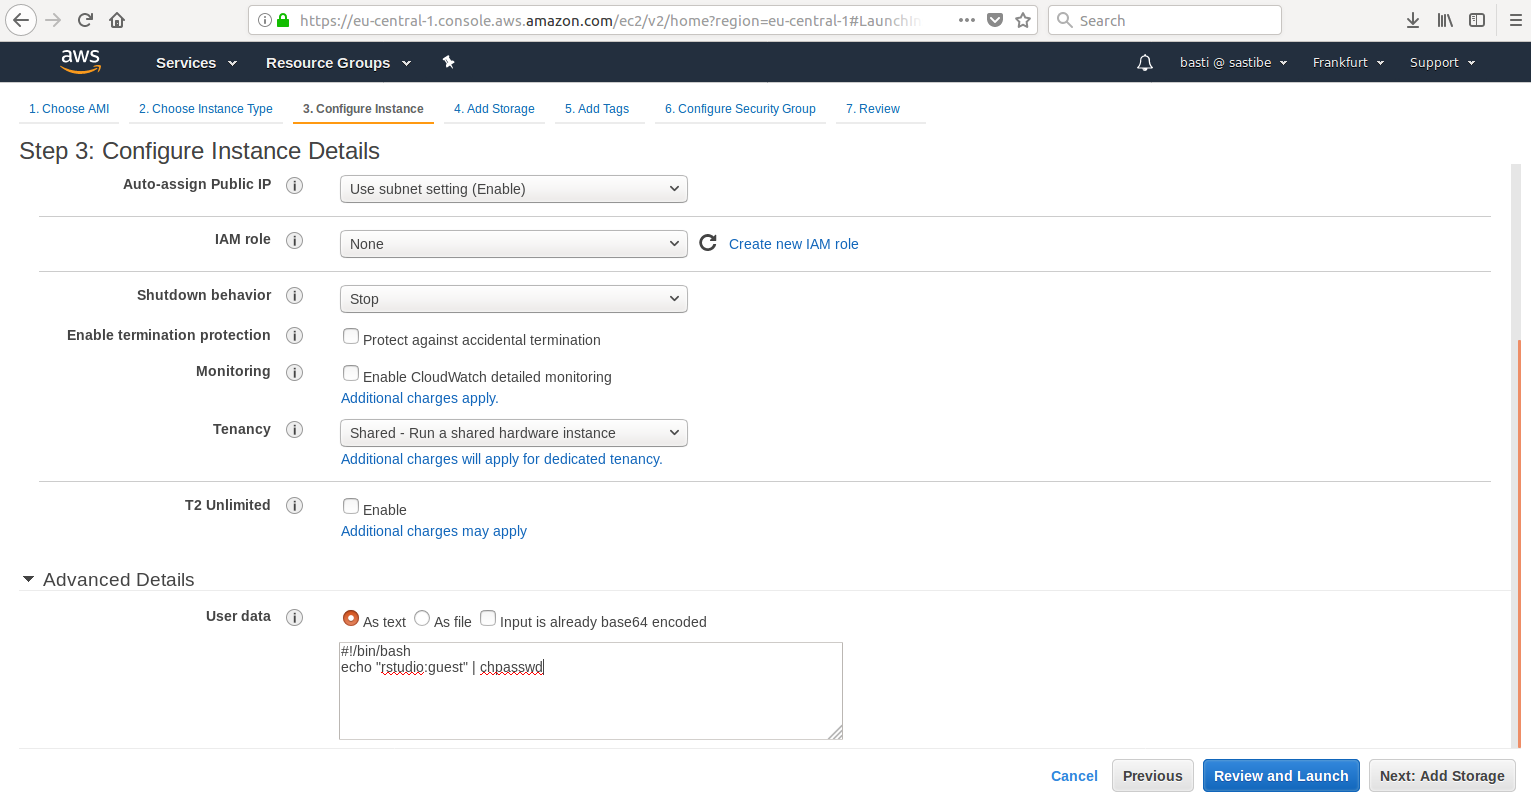 https://eu-central-1.console.aws.amazon.com/ec2/v2/home?region=eu-central-1#LaunchIn
Search
aws Services Resource Groups basti @ sastibe Frankfurt Support
1. Choose AMI 2. Choose Instance Type 3. Configure Instance 4. Add Storage 5. Add Tags 6. Configure Security Group 7. Review
Step 3: Configure Instance Details
Auto-assign Public IP i Use subnet setting (Enable)
IAM role i None Create new IAM role
Shutdown behavior i Stop
Enable termination protection i Protect against accidental termination
Monitoring i Enable CloudWatch detailed monitoring
Additional charges apply.
Tenancy i Shared - Run a shared hardware instance
Additional charges will apply for dedicated tenancy.
T2 Unlimited i Enable
Additional charges may apply
Advanced Details
User data i As text As file Input is already base64 encoded
#!/bin/bash
echo "rstudio:guest" | chpasswd
Cancel Previous Review and Launch Next: Add Storage